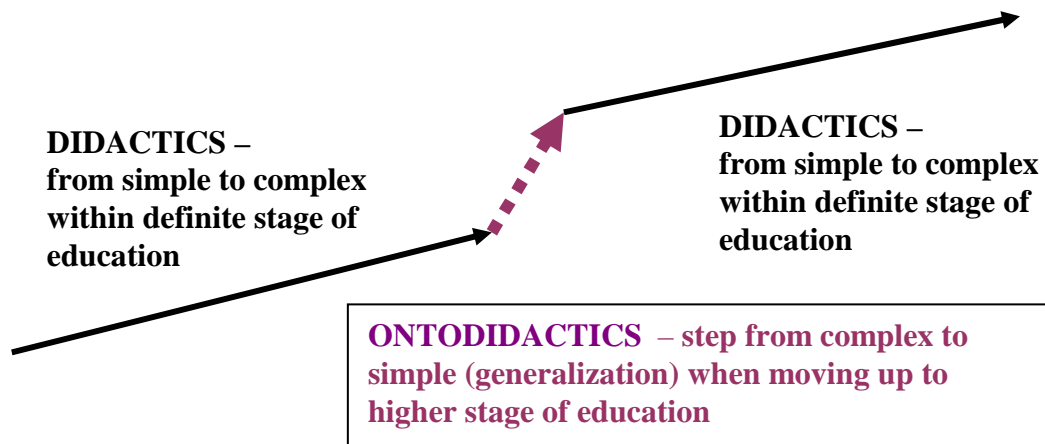 DIDACTICS –
from simple to complex
within definite stage of
education
DIDACTICS –
from simple to complex
within definite stage of
education
ONTODIDACTICS – step from complex to
simple (generalization) when moving up to
higher stage of education